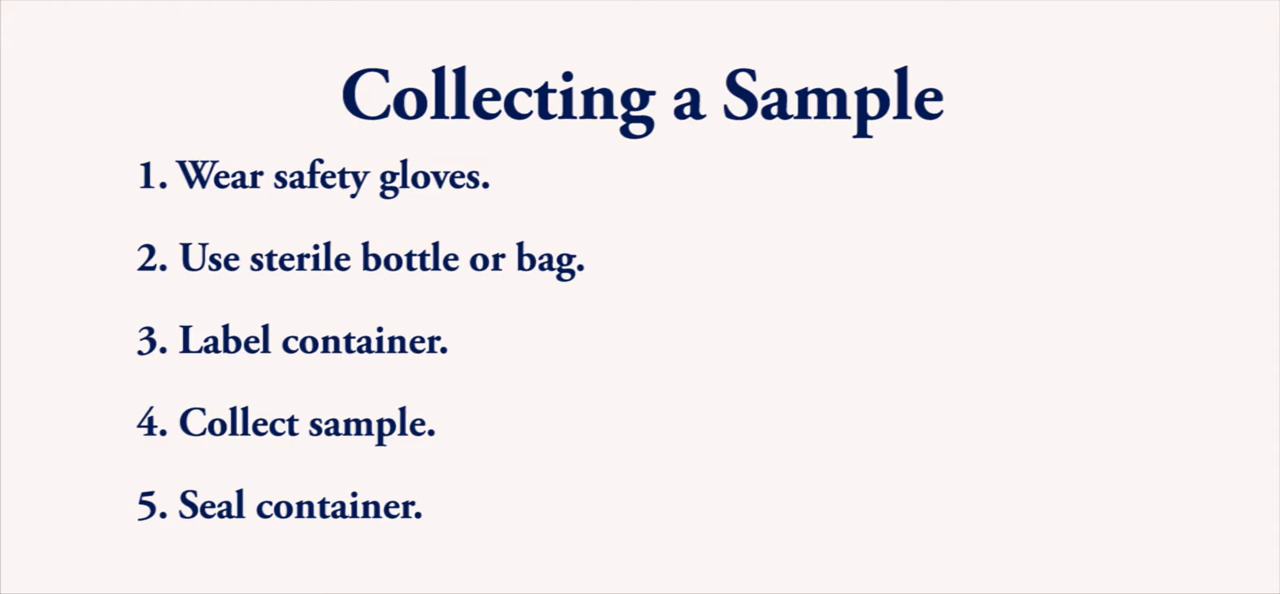 Collecting a Sample
1. Wear safety gloves.
2. Use sterile bottle or bag.
3. Label container.
4. Collect sample.
5. Seal container.